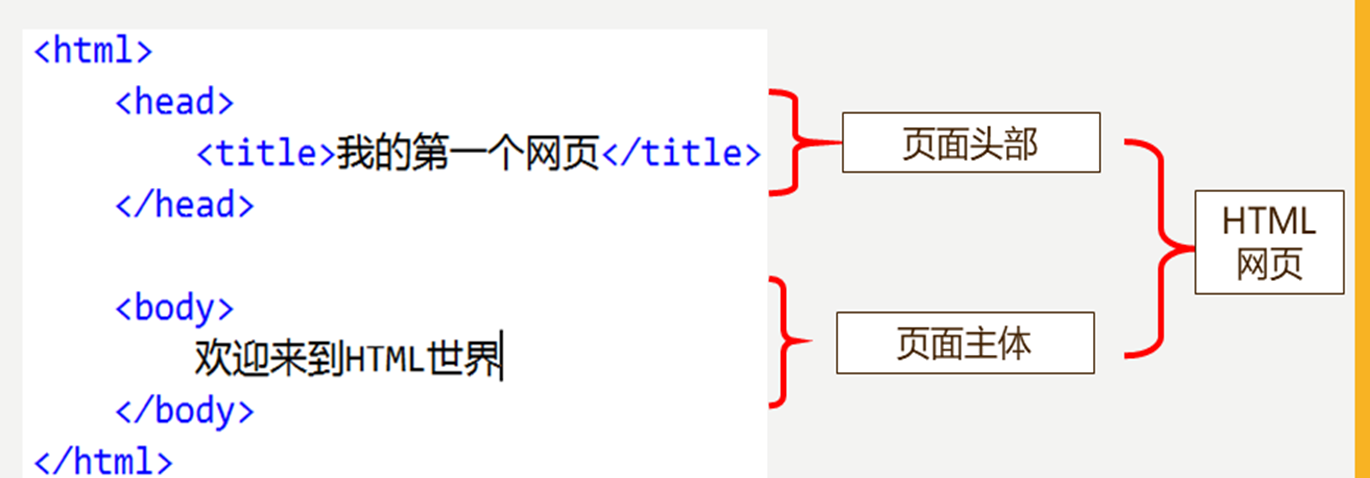 <html>
<head>
<title>我的第一个网页</title>
</head>
<body>
欢迎来到HTML世界
</body>
</html>
页面头部
页面主体
HTML
网页